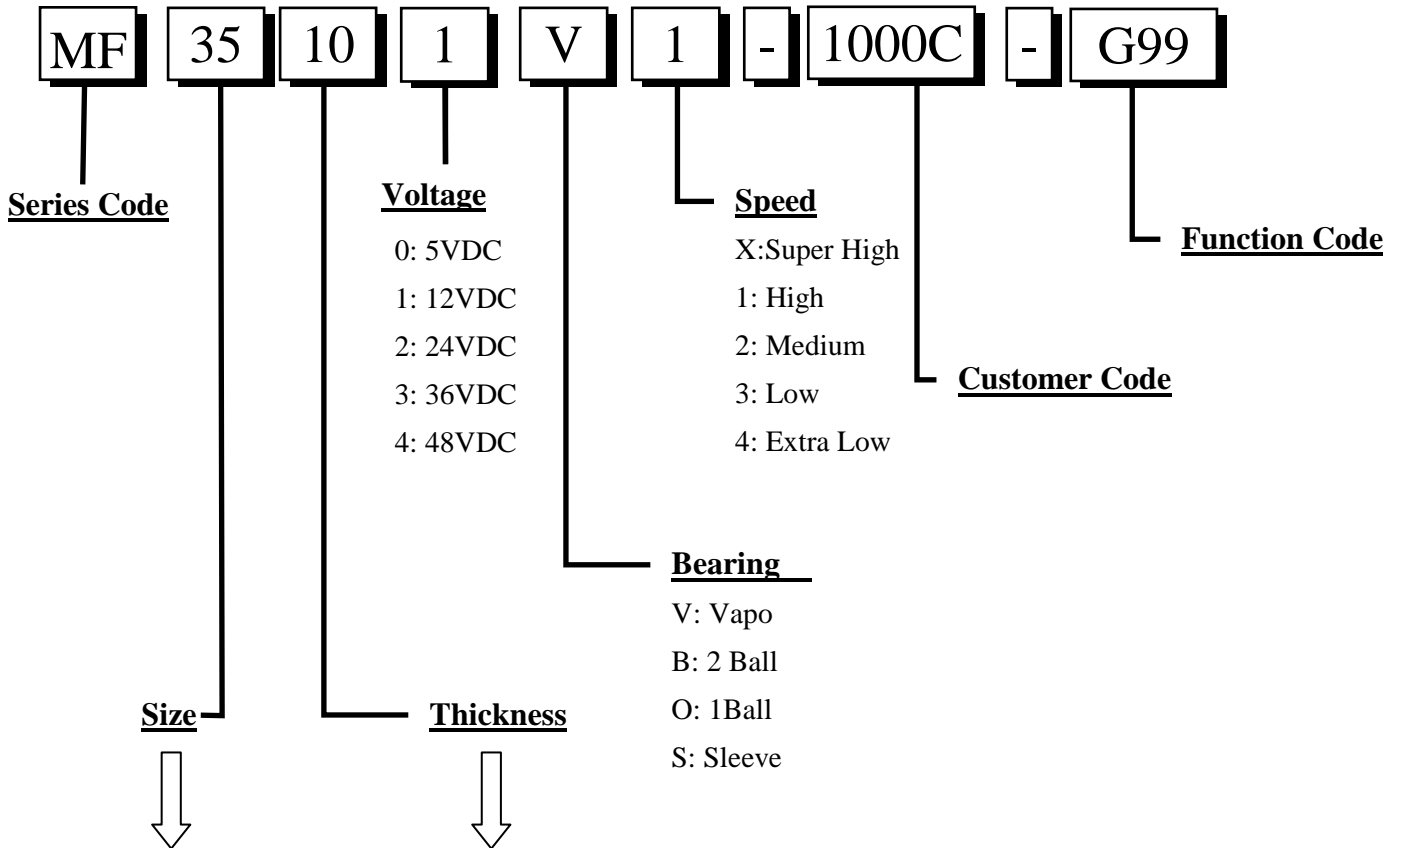 MF 35 10 1 V 1 - 1000C - G99
Series Code
Voltage
0: 5VDC
1: 12VDC
2: 24VDC
3: 36VDC
4: 48VDC
Speed
X:Super High
1: High
2: Medium
3: Low
4: Extra Low
Function Code
Customer Code
Bearing
V: Vapo
B: 2 Ball
O: 1Ball
S: Sleeve
Size
Thickness